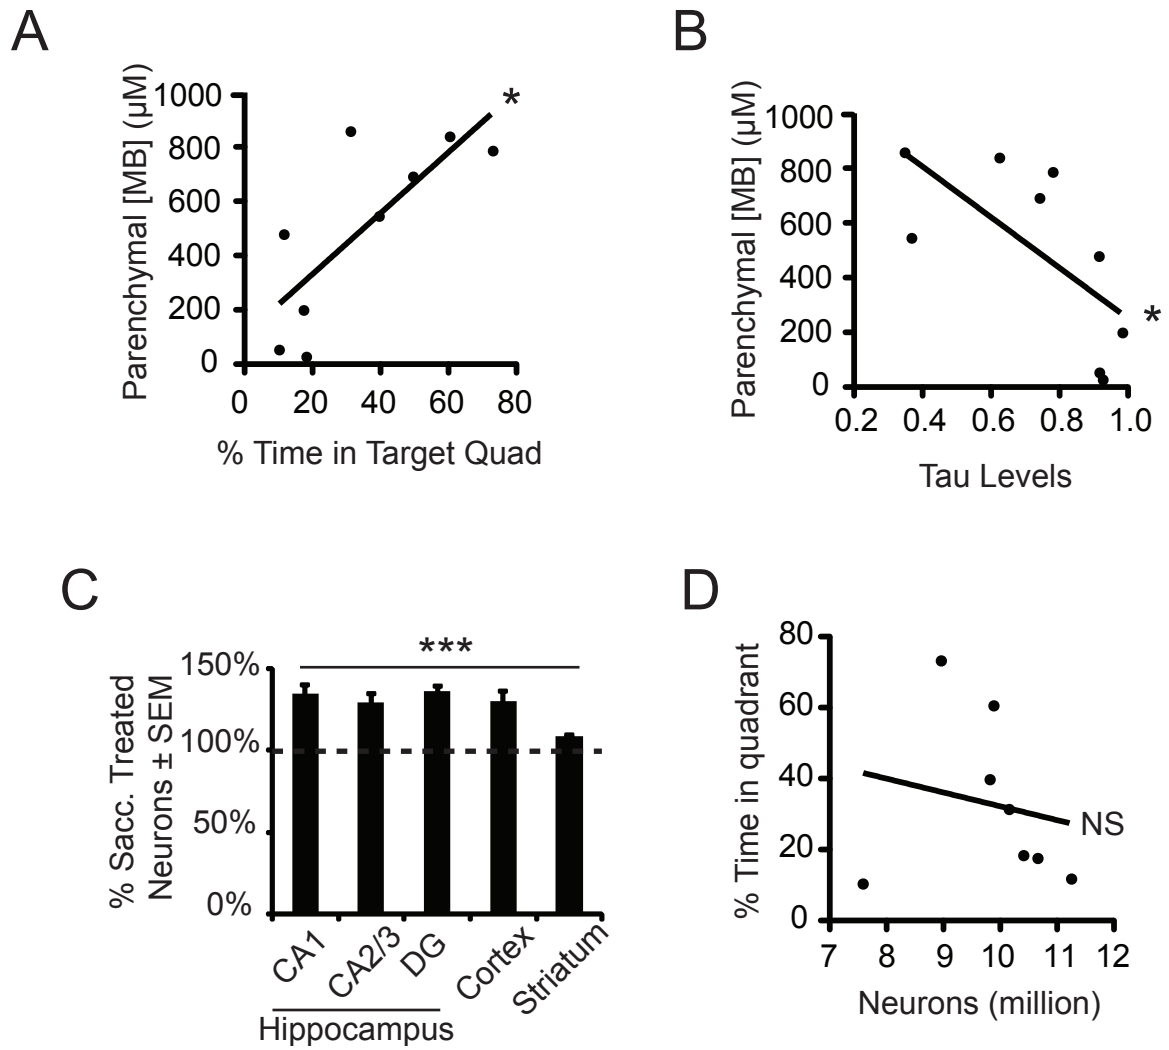 A
Parenchymal [MB] (µM)
1000
800
600
400
200
0
*
0 20 40 60 80
% Time in Target Quad
B
Parenchymal [MB] (µM)
1000
800
600
400
200
0
*
0.2 0.4 0.6 0.8 1.0
Tau Levels
C
% Sacc. Treated
Neurons ± SEM
150%
100%
50%
0%
***
CA1 CA2/3 DG Cortex Striatum
Hippocampus
D
% Time in quadrant
80
60
40
20
0
NS
7 8 9 10 11 12
Neurons (million)